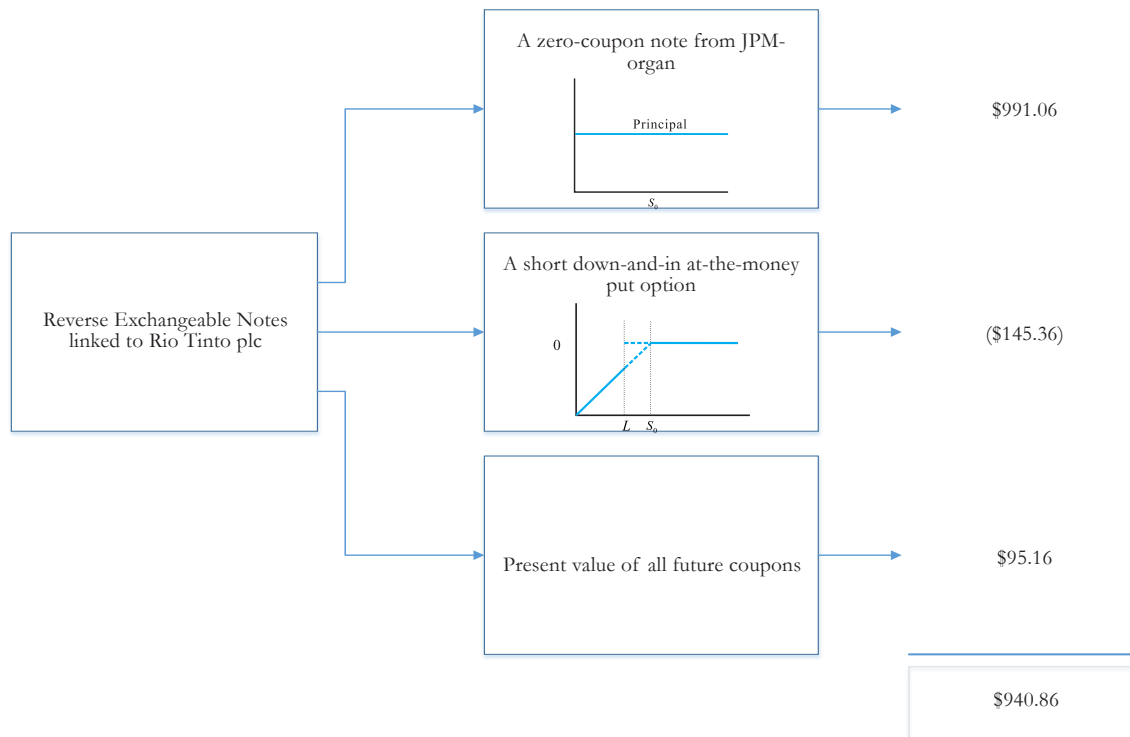 A zero-coupon note from JPM-
organ
Principal
S₀
$991.06
Reverse Exchangeable Notes
linked to Rio Tinto plc
A short down-and-in at-the-money
put option
0
L S₀
($145.36)
Present value of all future coupons
$95.16
$940.86